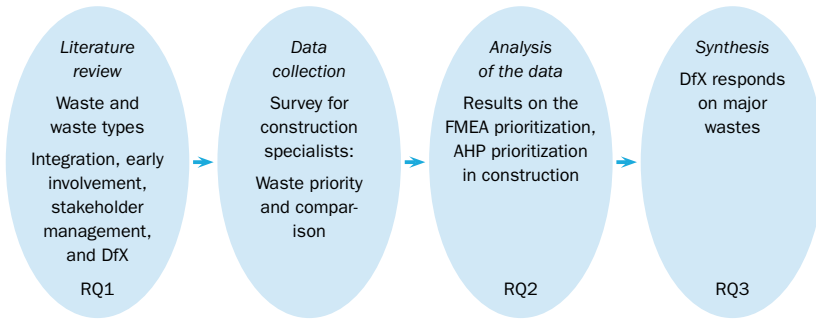 Literature
review
Waste and
waste types
Integration, early
involvement,
stakeholder
management,
and DfX
RQ1
Data
collection
Survey for
construction
specialists:
Waste priority
and compar-
ison
Analysis
of the data
Results on the
FMEA prioritization,
AHP prioritization
in construction
RQ2
Synthesis
DfX responds
on major
wastes
RQ3